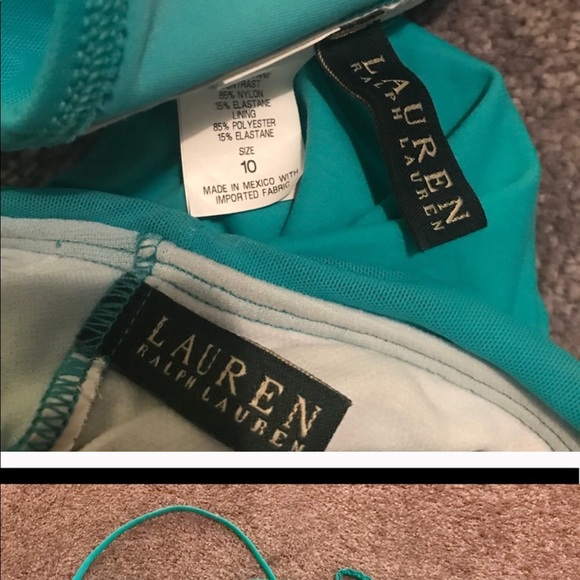 85% NYLON
15% ELASTANE
LINING
85% POLYESTER
15% ELASTANE
SIZE
10
MADE IN MEXICO WITH
IMPORTED FABRIC
LAUREN
RALPH LAUREN
LAUREN
RALPH LAUREN